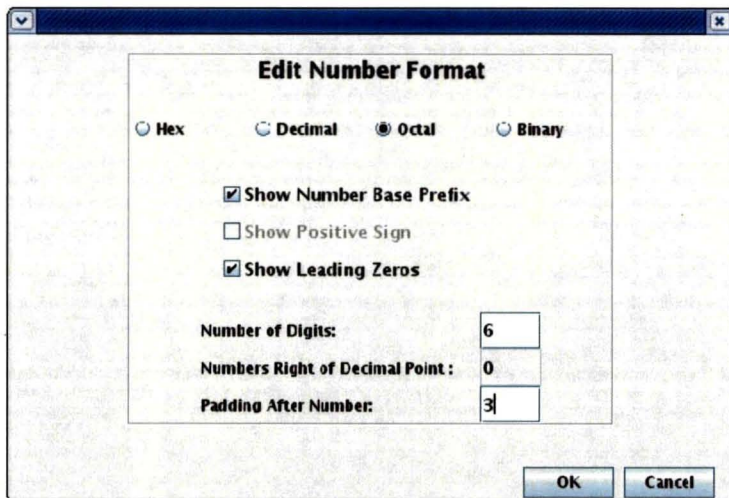 Edit Number Format
Hex Decimal Octal Binary
Show Number Base Prefix
Show Positive Sign
Show Leading Zeros
Number of Digits: 6
Numbers Right of Decimal Point : 0
Padding After Number: 3
OK Cancel